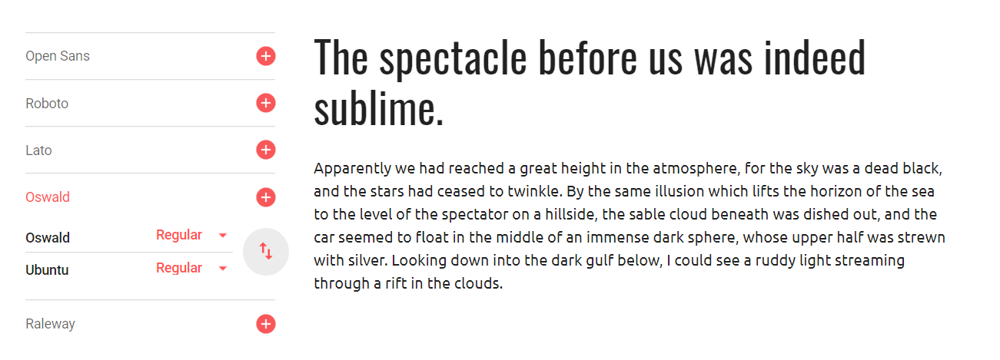 Open Sans
Roboto
Lato
Oswald
Oswald Regular
Ubuntu Regular
Raleway
The spectacle before us was indeed
sublime.
Apparently we had reached a great height in the atmosphere, for the sky was a dead black,
and the stars had ceased to twinkle. By the same illusion which lifts the horizon of the sea
to the level of the spectator on a hillside, the sable cloud beneath was dished out, and the
car seemed to float in the middle of an immense dark sphere, whose upper half was strewn
with silver. Looking down into the dark gulf below, I could see a ruddy light streaming
through a rift in the clouds.